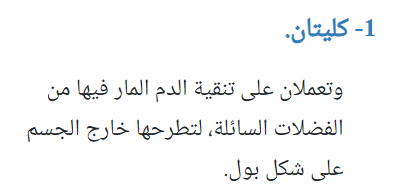 1- كليتان.
وتعملان على تنقية الدم المار فيها من
الفضلات السائلة، لتطرحها خارج الجسم
على شكل بول.